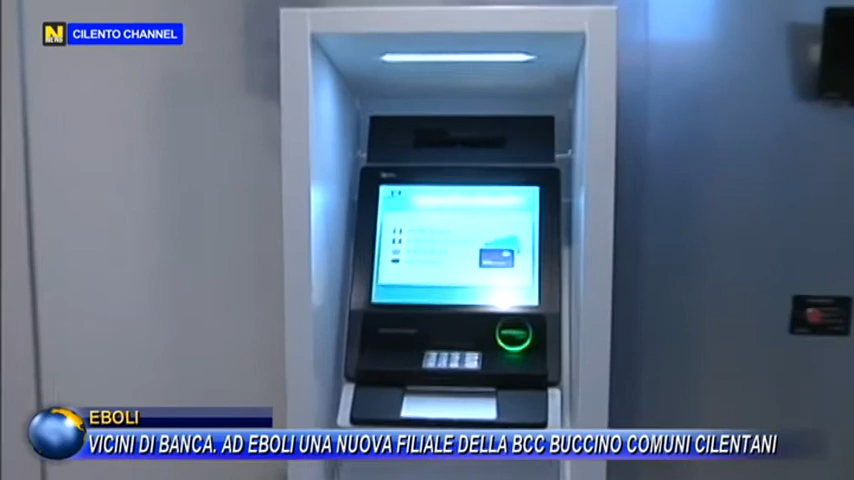 N
CILENTO CHANNEL
EBOLI
VICINI DI BANCA. AD EBOLI UNA NUOVA FILIALE DELLA BCC BUCCINO COMUNI CILENTANI